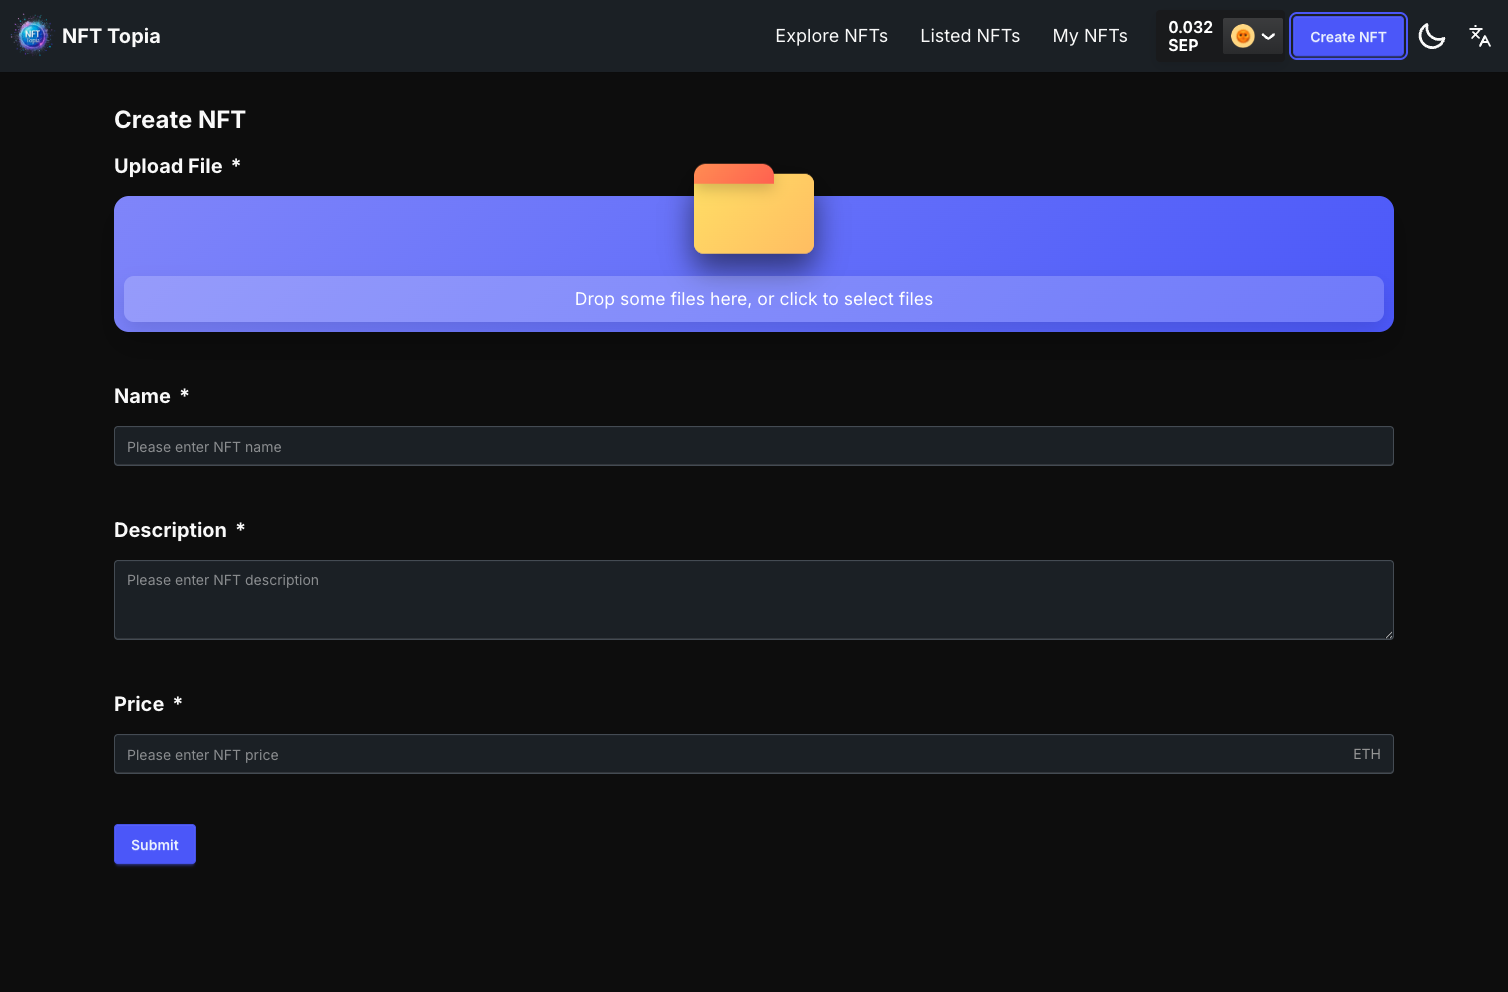 NFT Topia
NFT Topia
Explore NFTs
Listed NFTs
My NFTs
0.032
SEP
Create NFT
Create NFT
Upload File *
Drop some files here, or click to select files
Name *
Please enter NFT name
Description *
Please enter NFT description
Price *
Please enter NFT price
ETH
Submit